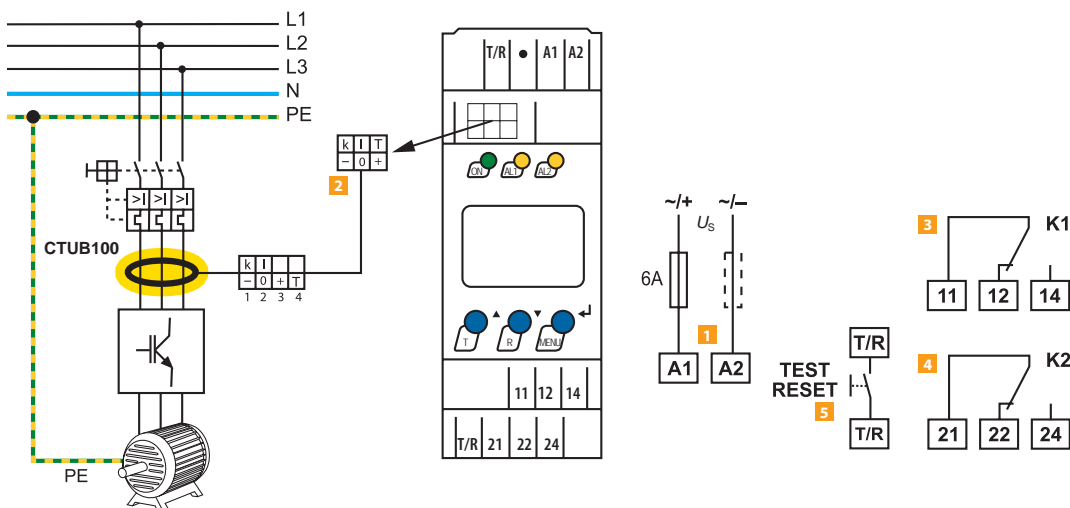 L1
L2
L3
N
PE
>I >I >I
CTUB100
k I
− 0 + T
1 2 3 4
PE
k I T
− 0 +
2
T/R • A1 A2
ON AL1 AL2
T R MENU
11 12 14
T/R 21 22 24
~/+ ~/−
US
6A
1
A1 A2
TEST
RESET
5
T/R
T/R
3 K1
11 12 14
4 K2
21 22 24